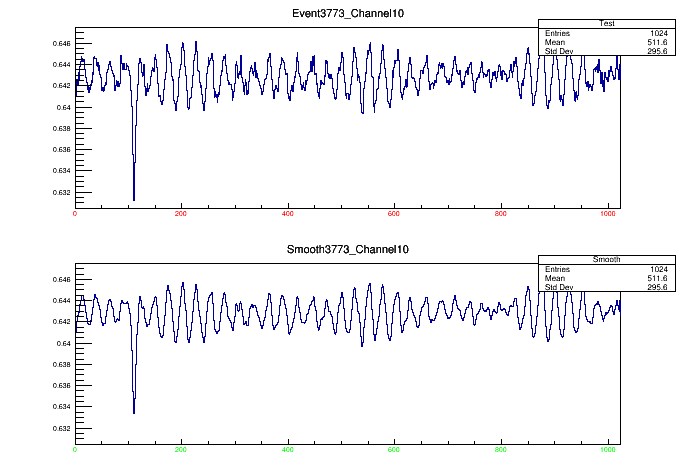 Event3773_Channel10
Test
Entries 1024
Mean 511.6
Std Dev 295.6
0.646
0.644
0.642
0.64
0.638
0.636
0.634
0.632
0 200 400 600 800 1000
Smooth3773_Channel10
Smooth
Entries 1024
Mean 511.6
Std Dev 295.6
0.646
0.644
0.642
0.64
0.638
0.636
0.634
0.632
0 200 400 600 800 1000